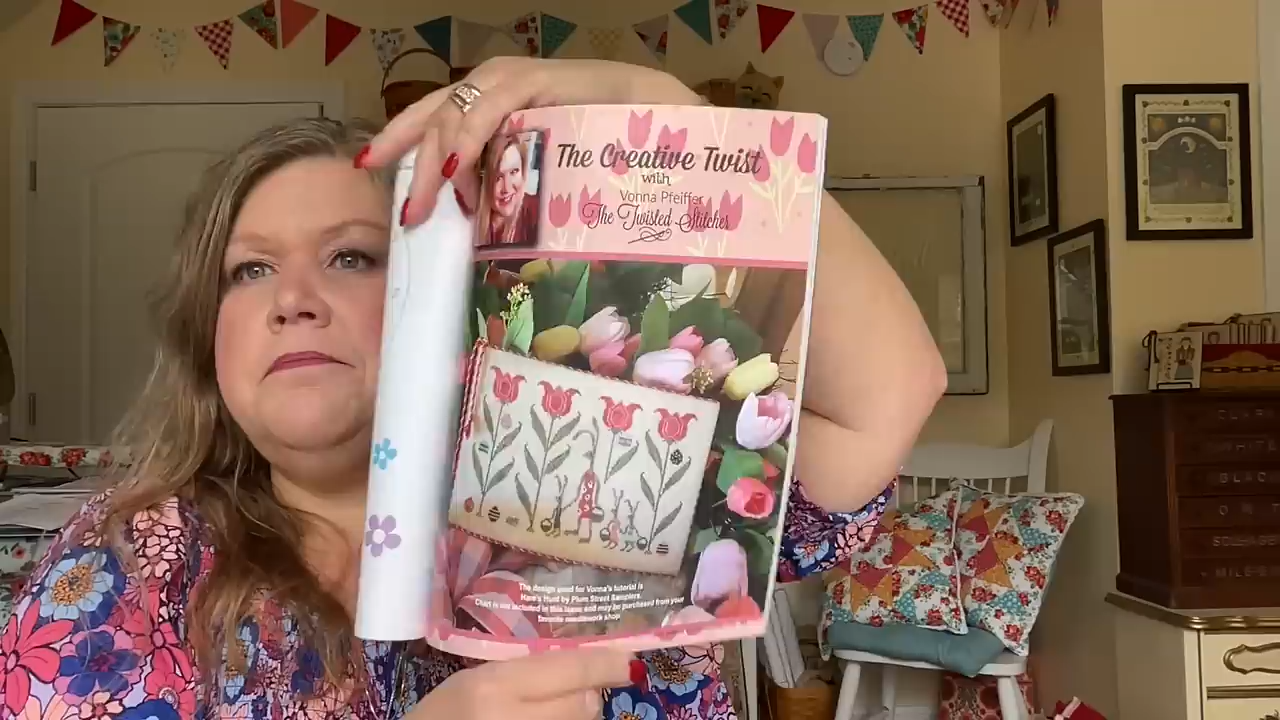 The Creative Twist
with
Vonna Pfeiffer
The Twisted Stitcher
The design used for Vonna's tutorial is
Hare's Hunt by Plum Street Samplers.
Chart is not included in this issue and may be purchased from your
favorite needlework shop.